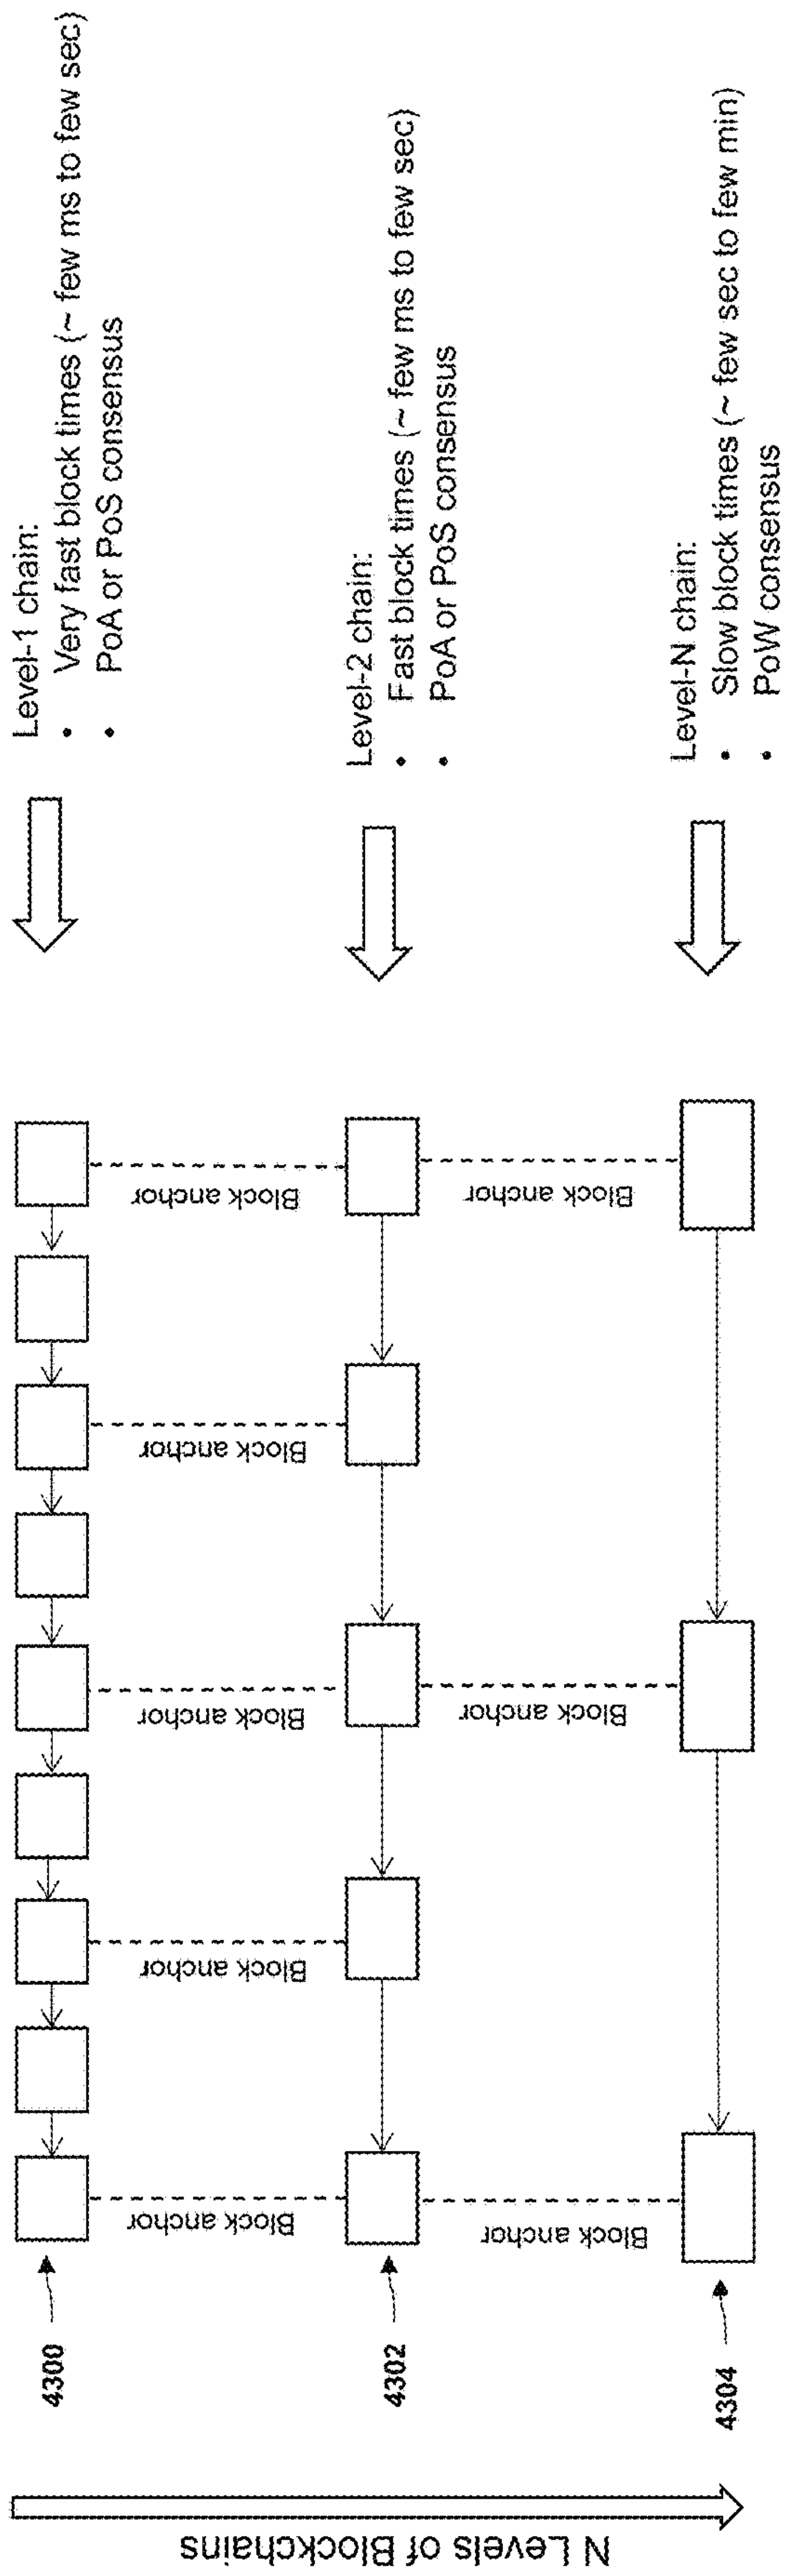 N Levels of Blockchains
4300
Block anchor
Block anchor
Block anchor
Block anchor
Block anchor
Level-1 chain:
• Very fast block times (~ few ms to few sec)
• PoA or PoS consensus
4302
Block anchor
Block anchor
Block anchor
Level-2 chain:
• Fast block times (~ few ms to few sec)
• PoA or PoS consensus
4304
Level-N chain:
• Slow block times (~ few sec to few min)
• PoW consensus